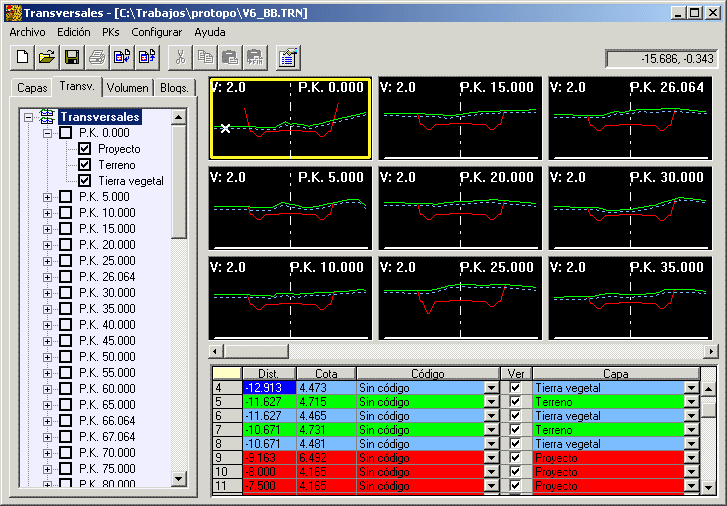 Transversales - [C:\Trabajos\protopo\V6_BB.TRN]
Archivo Edición PKs Configurar Ayuda
-15.686, -0.343
Capas Transv. Volumen Bloqs.
Transversales
P.K. 0.000
Proyecto
Terreno
Tierra vegetal
P.K. 5.000
P.K. 10.000
P.K. 15.000
P.K. 20.000
P.K. 25.000
P.K. 26.064
P.K. 30.000
P.K. 35.000
P.K. 40.000
P.K. 45.000
P.K. 50.000
P.K. 55.000
P.K. 60.000
P.K. 65.000
P.K. 66.064
P.K. 67.064
P.K. 70.000
P.K. 75.000
P.K. 80.000
V: 2.0 P.K. 0.000
V: 2.0 P.K. 15.000
V: 2.0 P.K. 26.064
V: 2.0 P.K. 5.000
V: 2.0 P.K. 20.000
V: 2.0 P.K. 30.000
V: 2.0 P.K. 10.000
V: 2.0 P.K. 25.000
V: 2.0 P.K. 35.000
Dist. Cota Código Ver Capa
4 -12.913 4.473 Sin código Tierra vegetal
5 -11.627 4.715 Sin código Terreno
6 -11.627 4.465 Sin código Tierra vegetal
7 -10.671 4.731 Sin código Terreno
8 -10.671 4.481 Sin código Tierra vegetal
9 -9.163 6.492 Sin código Proyecto
10 -8.000 4.165 Sin código Proyecto
11 -7.500 4.165 Sin código Proyecto